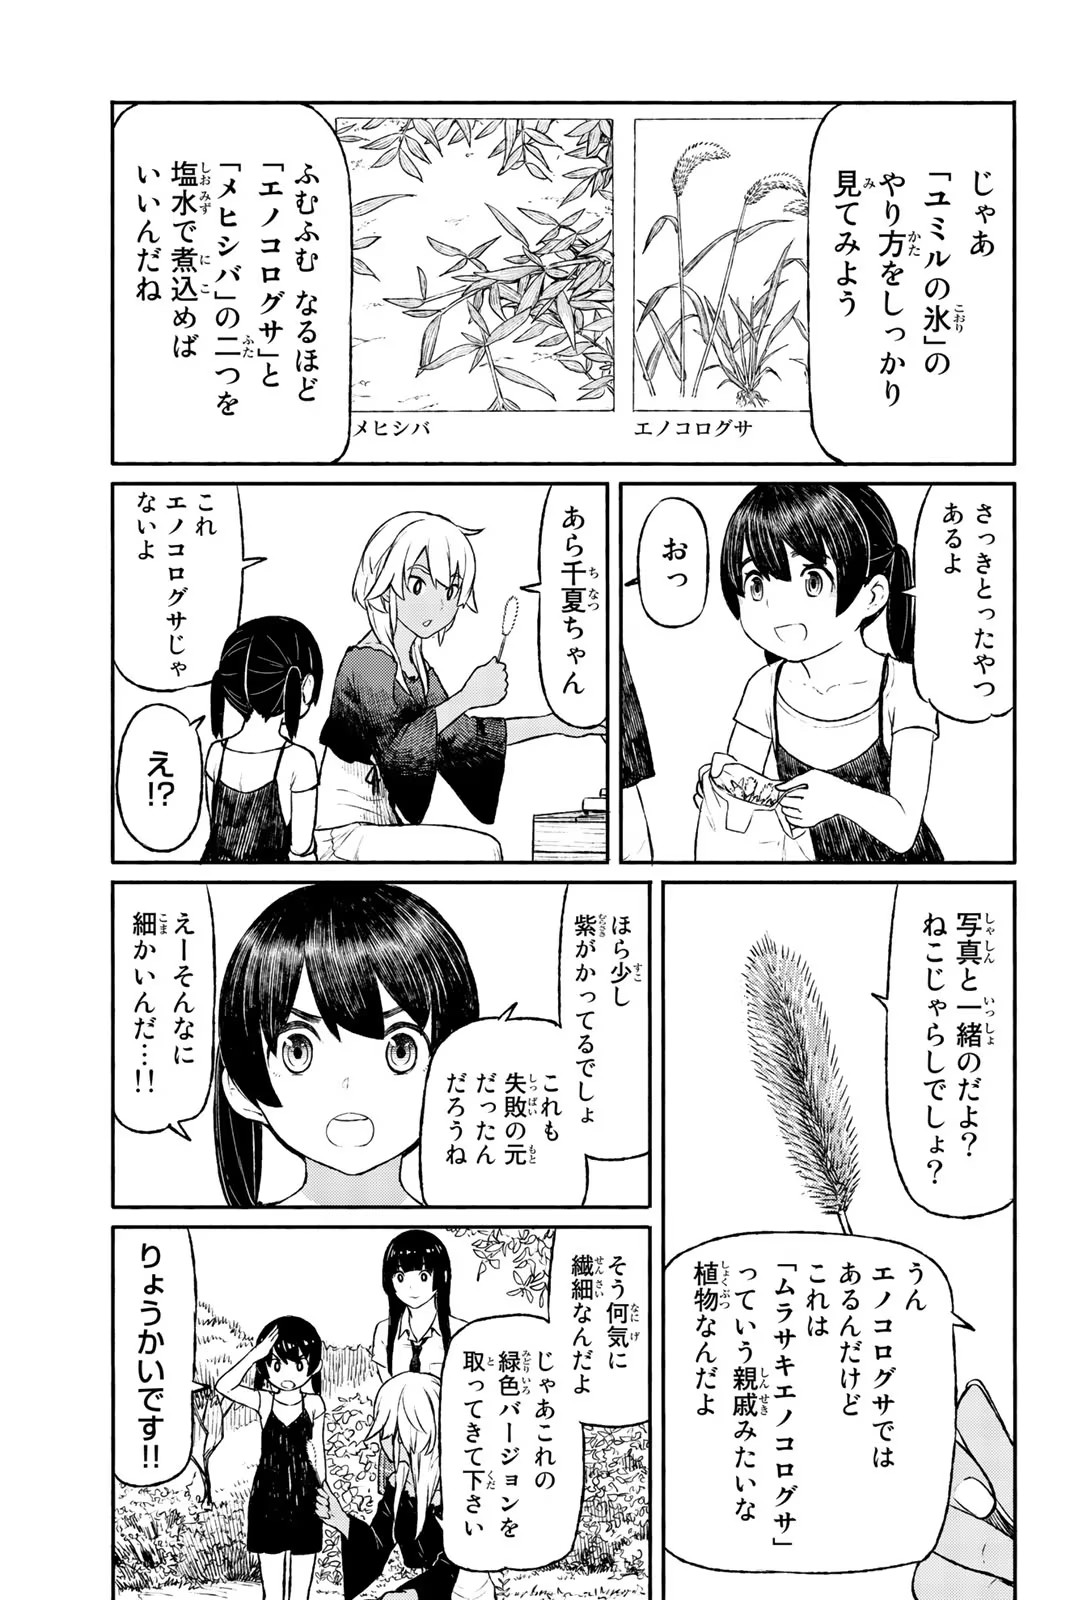 じゃあ
「ユミルの氷」の
やり方をしっかり
見てみよう
エノコログサ
メヒシバ
ふむふむ なるほど
「エノコログサ」と
「メヒシバ」の二つを
塩水で煮込めば
いいんだね
さっきとったやつ
あるよ
おっ
あら千夏ちゃん
これ
エノコログサじゃ
ないよ
え!?
写真と一緒のだよ?
ねこじゃらしでしょ?
うん
エノコログサでは
あるんだけど
これは
「ムラサキエノコログサ」
っていう親戚みたいな
植物なんだよ
ほら少し
紫がかってるでしょ
これも
失敗の元
だったん
だろうね
えーそんなに
細かいんだ…!!
そう何気に
繊細なんだよ
じゃあこれの
緑色バージョンを
取ってきて下さい
りょうかいです!!